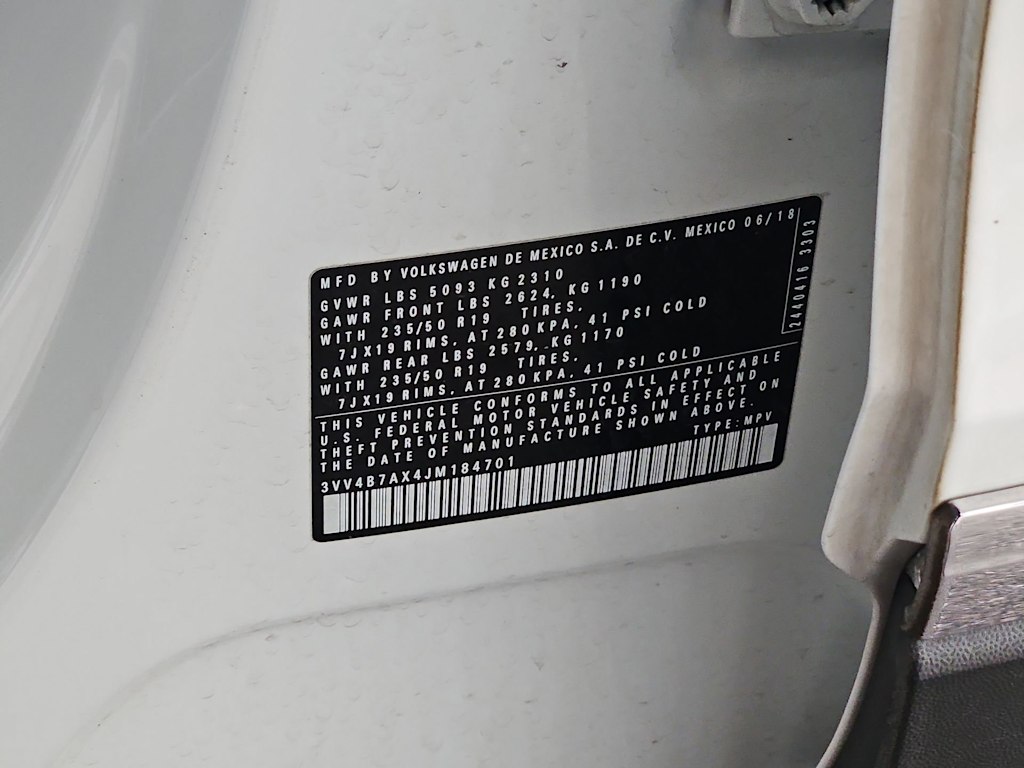 MFD BY VOLKSWAGEN DE MEXICO S.A. DE C.V. MEXICO 06/18
GVWR LBS 5093 KG 2310
GAWR FRONT LBS 2624, KG 1190
WITH 235/50 R19 TIRES,
7JX19 RIMS, AT 280 KPA, 41 PSI COLD
GAWR REAR LBS 2579, KG 1170
WITH 235/50 R19 TIRES,
7JX19 RIMS, AT 280 KPA, 41 PSI COLD
THIS VEHICLE CONFORMS TO ALL APPLICABLE
U.S. FEDERAL MOTOR VEHICLE SAFETY AND
THEFT PREVENTION STANDARDS IN EFFECT ON
THE DATE OF MANUFACTURE SHOWN ABOVE.
3VV4B7AX4JM184701 TYPE: MPV
24A0416 3303